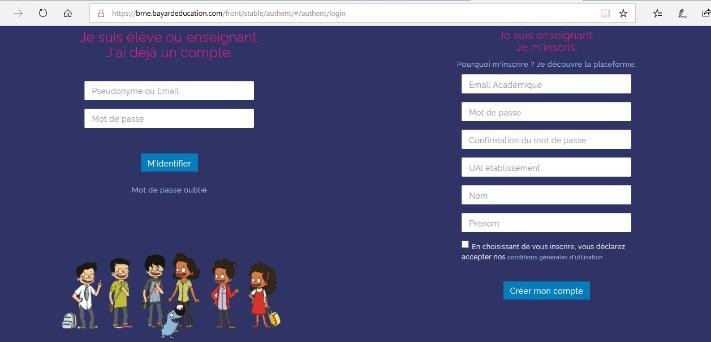 https://brne.bayardeducation.com/front/stable/authent/#/authent/login
Je suis élève ou enseignant.
J'ai déjà un compte.
Pseudonyme ou Email
Mot de passe
M'identifier
Mot de passe oublié
Je suis enseignant.
Je m'inscris.
Pourquoi m'inscrire ? Je découvre la plateforme.
Email Académique
Mot de passe
Confirmation du mot de passe
UAI établissement
Nom
Prénom
En choisissant de vous inscrire, vous déclarez
accepter nos conditions générales d'utilisation
Créer mon compte